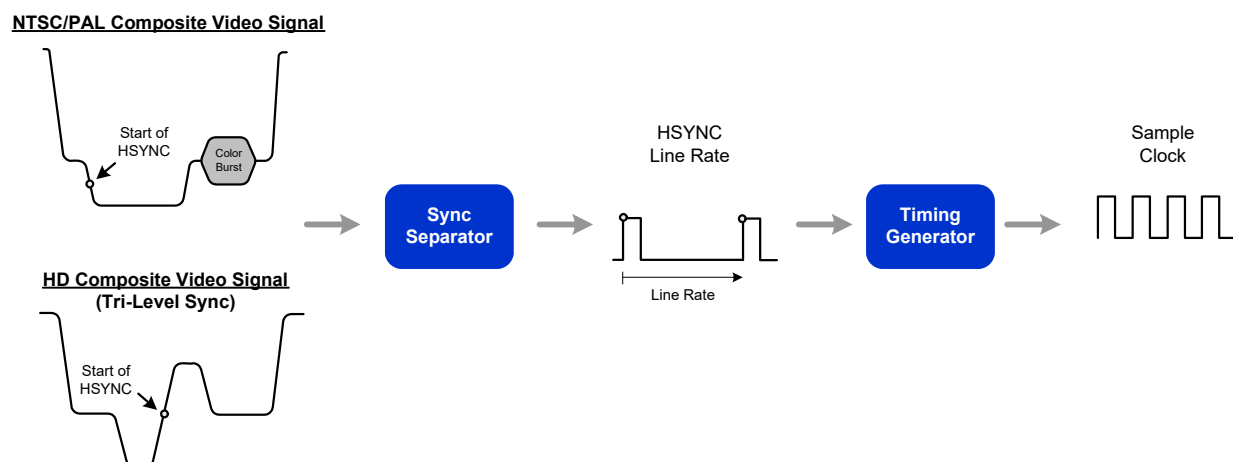 NTSC/PAL Composite Video Signal
Start of
HSYNC
Color
Burst
HD Composite Video Signal
(Tri-Level Sync)
Start of
HSYNC
Sync
Separator
HSYNC
Line Rate
Line Rate
Timing
Generator
Sample
Clock